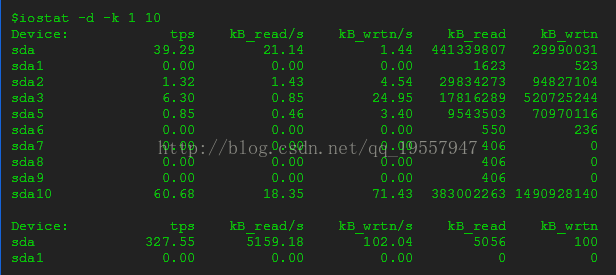 $iostat -d -k 1 10
Device: tps kB_read/s kB_wrtn/s kB_read kB_wrtn
sda 39.29 21.14 1.44 441339807 29990031
sda1 0.00 0.00 0.00 1623 523
sda2 1.32 1.43 4.54 29834273 94827104
sda3 6.30 0.85 24.95 17816289 520725244
sda5 0.85 0.46 3.40 9543503 70970116
sda6 0.00 0.00 0.00 550 236
sda7 0.00 0.00 0.00 406 0
http://blog.csdn.net/qq_19557947
sda8 0.00 0.00 0.00 406 0
sda9 0.00 0.00 0.00 406 0
sda10 60.68 18.35 71.43 383002263 1490928140
Device: tps kB_read/s kB_wrtn/s kB_read kB_wrtn
sda 327.55 5159.18 102.04 5056 100
sda1 0.00 0.00 0.00 0 0